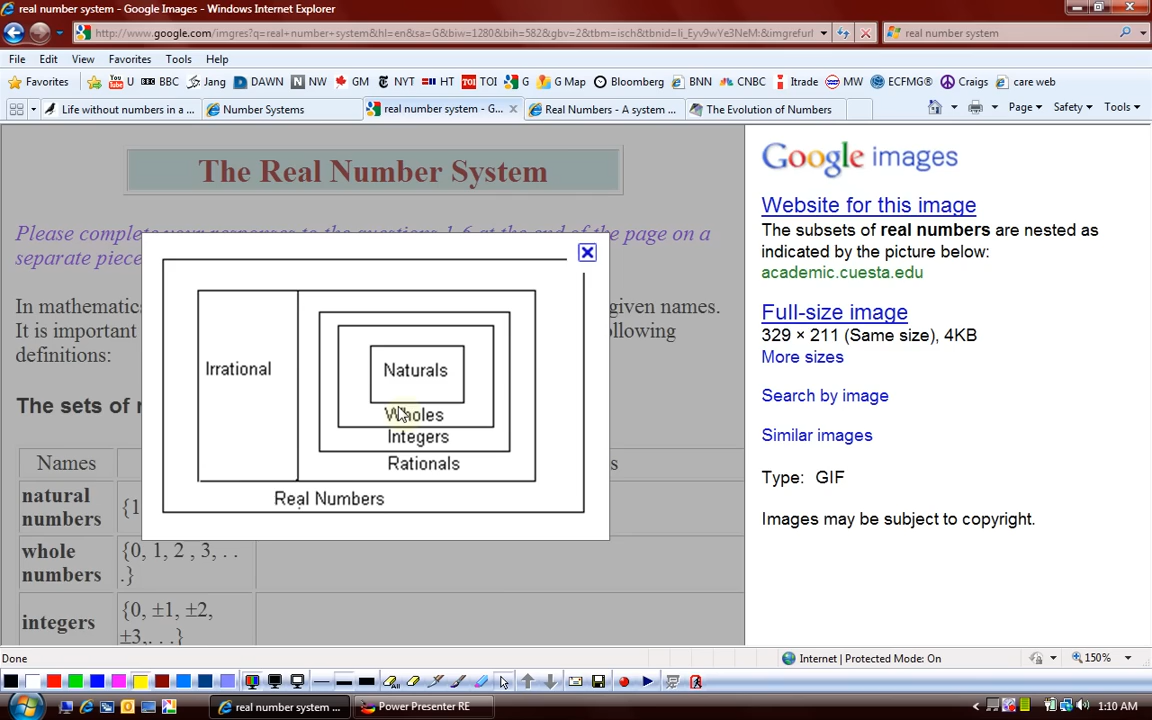 real number system - Google Images - Windows Internet Explorer
http://www.google.com/imgres?q=real+number+system&hl=en&sa=G&biw=1280&bih=582&gbv=2&tbm=isch&tbnid=li_Eyv9wYe3NeM:&imgrefurl
real number system
File Edit View Favorites Tools Help
Favorites You BBC Jang DAWN NW GM NYT HT TOI G G Map Bloomberg BNN CNBC Itrade MW ECFMG® Craigs care web
Life without numbers in a ... Number Systems real number system - G... Real Numbers - A system ... The Evolution of Numbers Page Safety Tools
The Real Number System
Please complete your responses to the questions 1-6 at the end of the page on a
separate piece
In mathematic given names.
It is important ollowing
definitions:
The sets of r
Names s
natural numbers {1
whole numbers {0, 1, 2 , 3, . . .}
integers {0, ±1, ±2, ±3,. . .}
Irrational
Naturals
Wholes
Integers
Rationals
Real Numbers
Google images
Website for this image
The subsets of real numbers are nested as
indicated by the picture below:
academic.cuesta.edu
Full-size image
329 × 211 (Same size), 4KB
More sizes
Search by image
Similar images
Type: GIF
Images may be subject to copyright.
Done Internet | Protected Mode: On 150%
real number system ... Power Presenter RE 1:10 AM